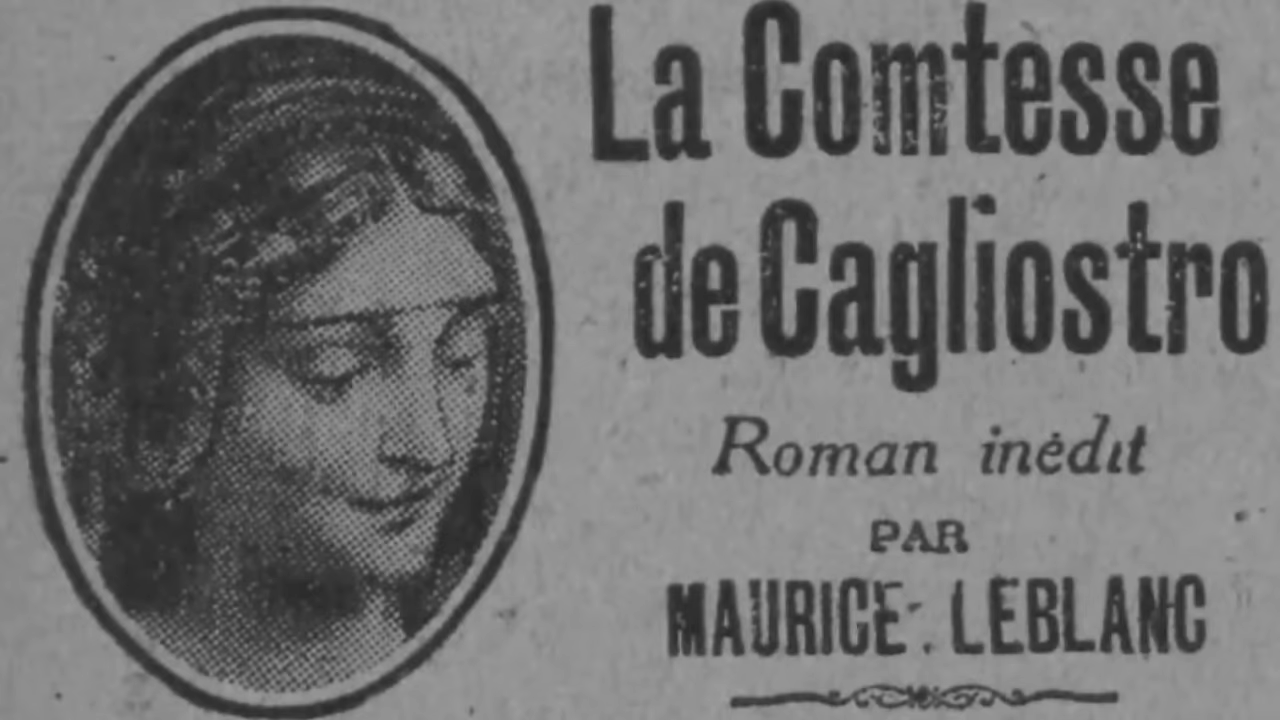 La Comtesse
de Cagliostro
Roman inédit
PAR
MAURICE LEBLANC